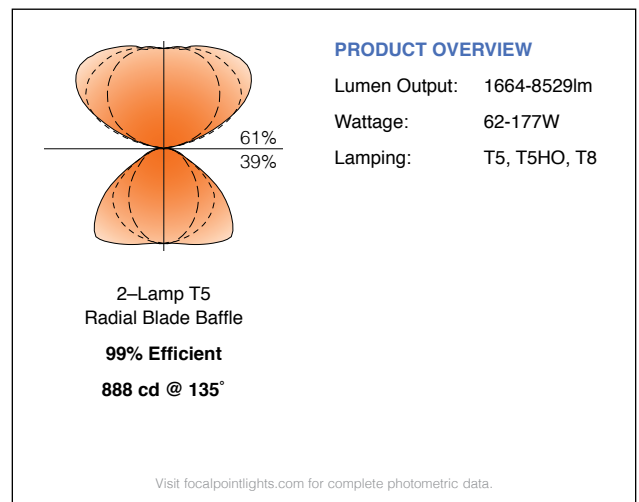 61%
39%
2–Lamp T5
Radial Blade Baffle
99% Efficient
888 cd @ 135˚
PRODUCT OVERVIEW
Lumen Output: 1664-8529lm
Wattage: 62-177W
Lamping: T5, T5HO, T8
Visit focalpointlights.com for complete photometric data.